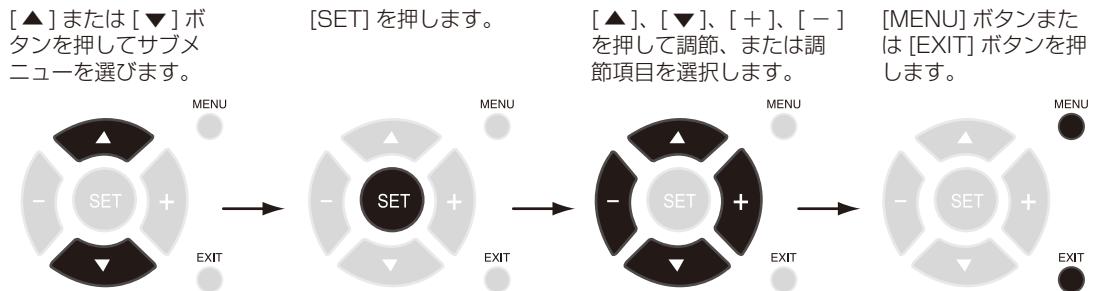 [ ▲ ] または [ ▼ ] ボ
タンを押してサブメ
ニューを選びます。
[SET] を押します。
[ ▲ ]、[ ▼ ]、[ ＋ ]、[ － ]
を押して調節、または調
節項目を選択します。
[MENU] ボタンまた
は [EXIT] ボタンを押
します。
MENU
- SET +
EXIT
MENU
- SET +
EXIT
MENU
- SET +
EXIT
MENU
- SET +
EXIT